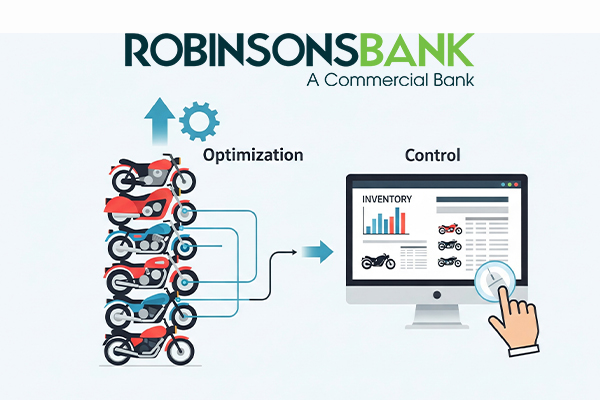 ROBINSONSBANK
A Commercial Bank
Optimization
Control
INVENTORY